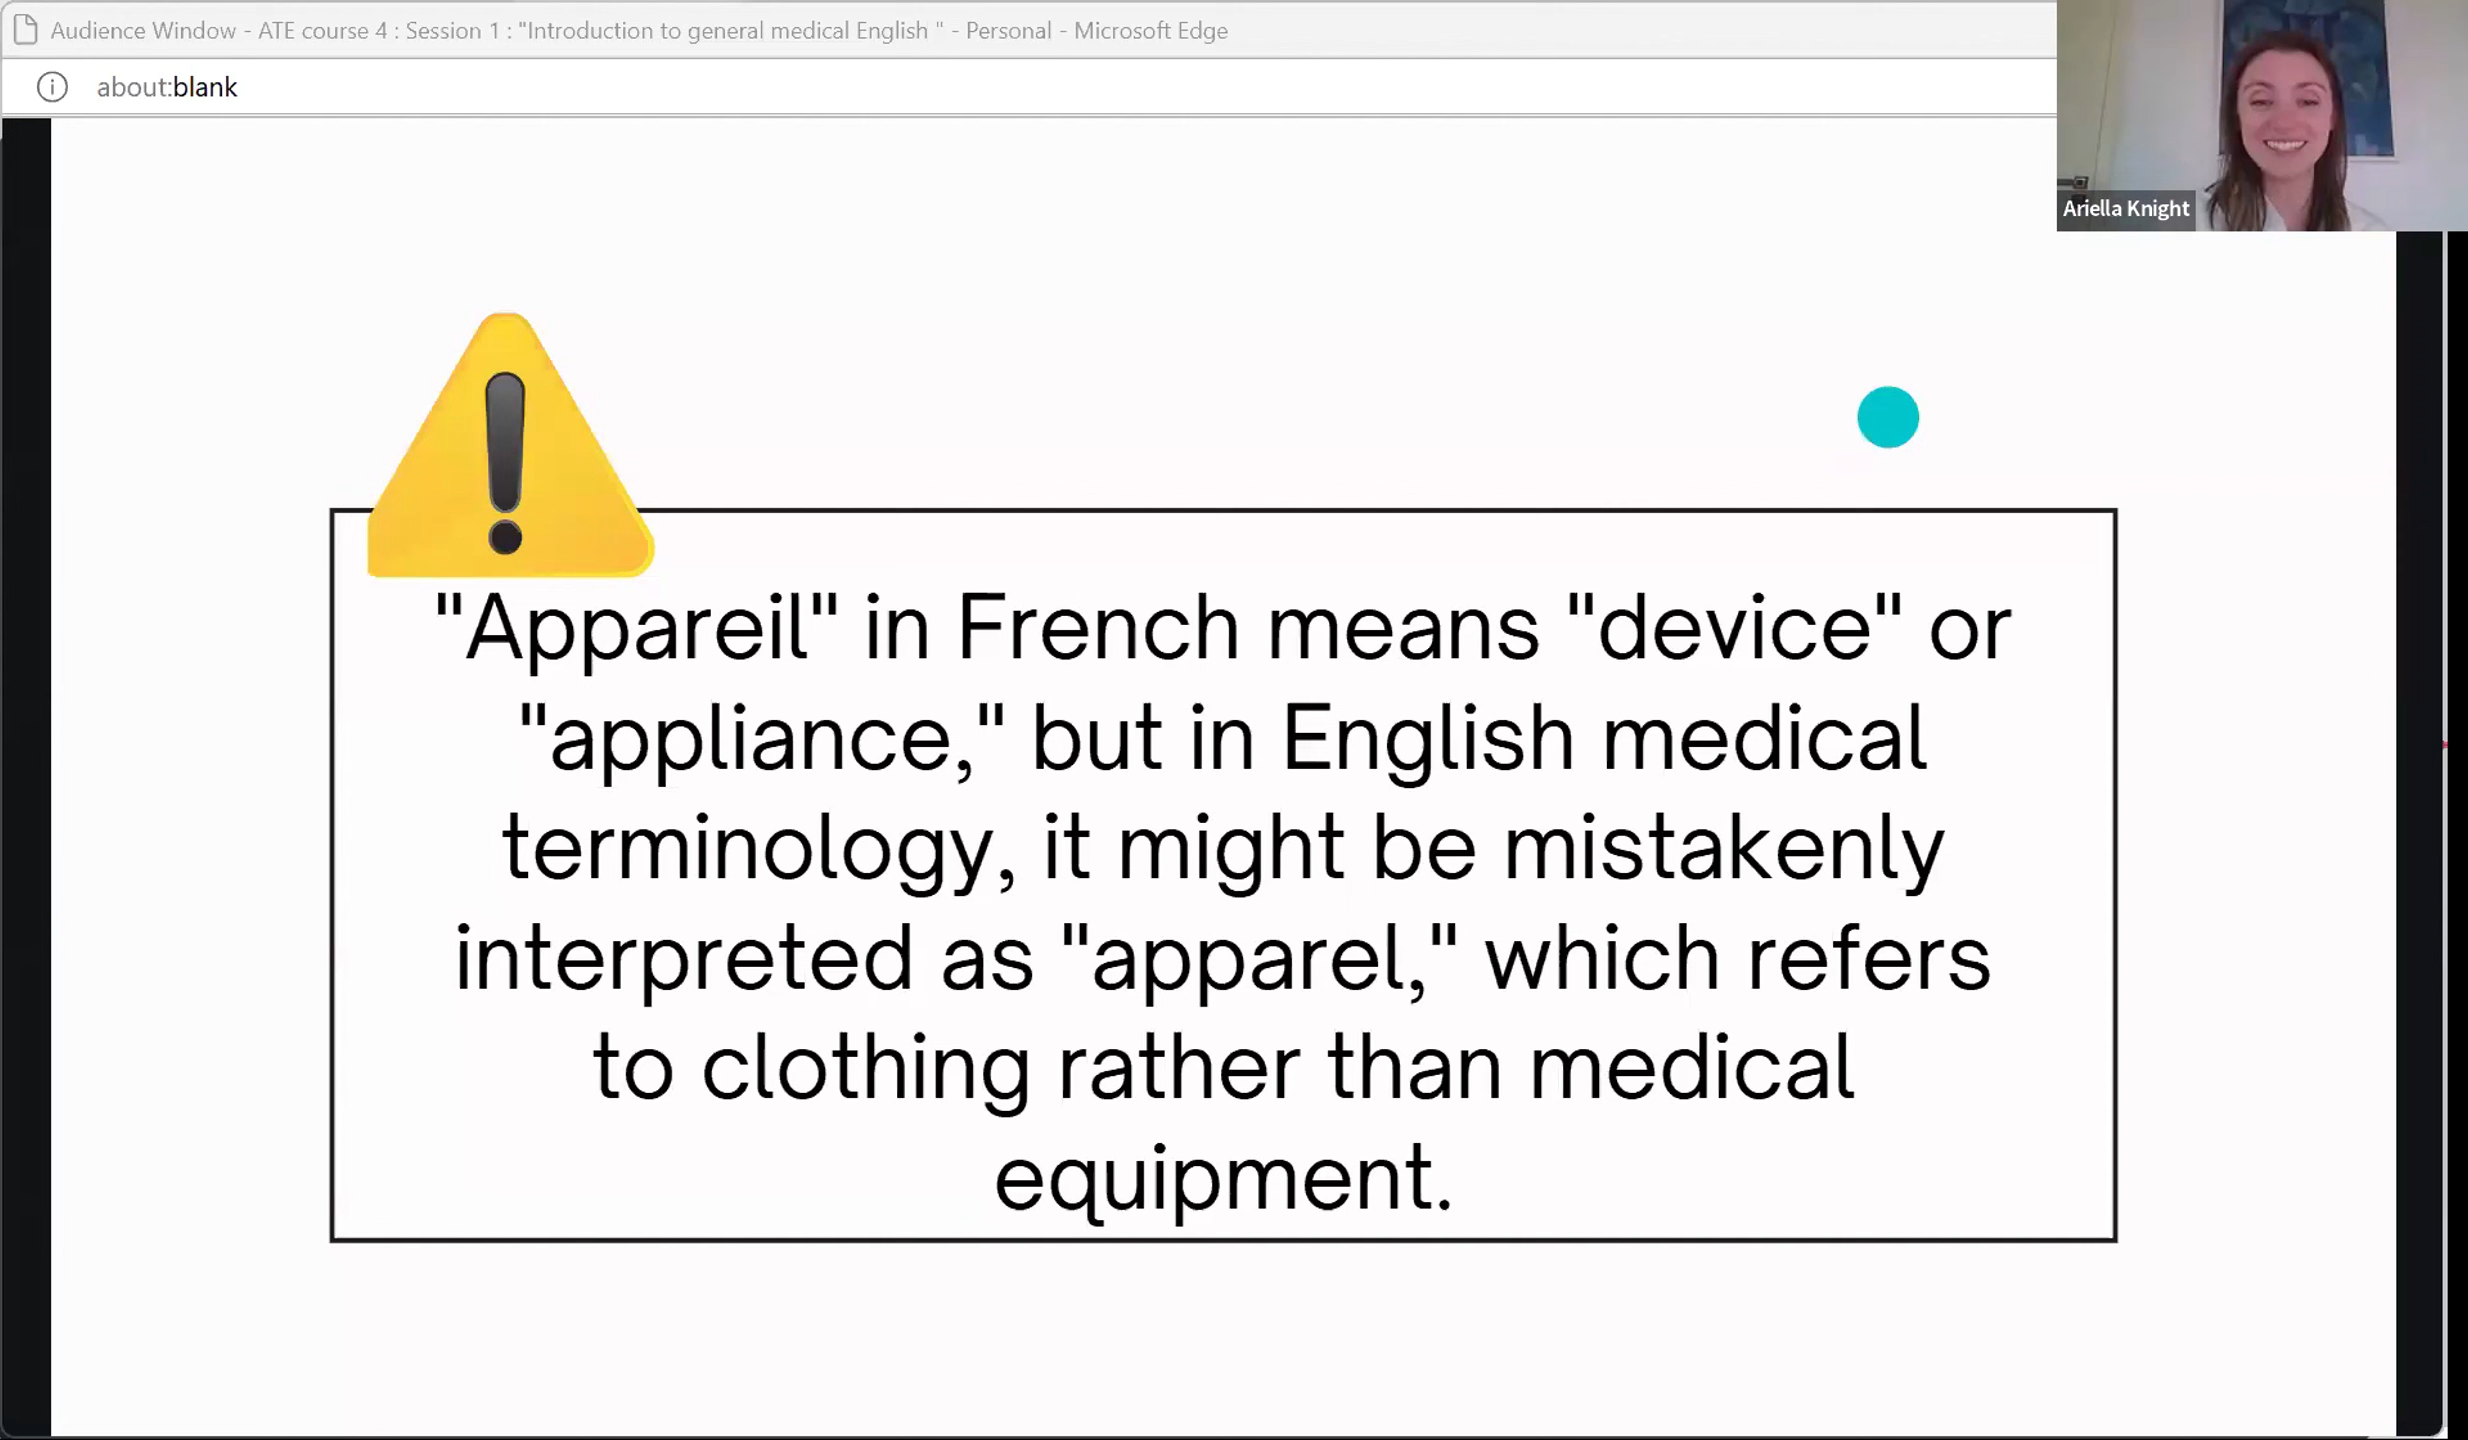 Audience Window - ATE course 4 : Session 1 : "Introduction to general medical English " - Personal - Microsoft Edge
about:blank
Ariella Knight
"Appareil" in French means "device" or
"appliance," but in English medical
terminology, it might be mistakenly
interpreted as "apparel," which refers
to clothing rather than medical
equipment.